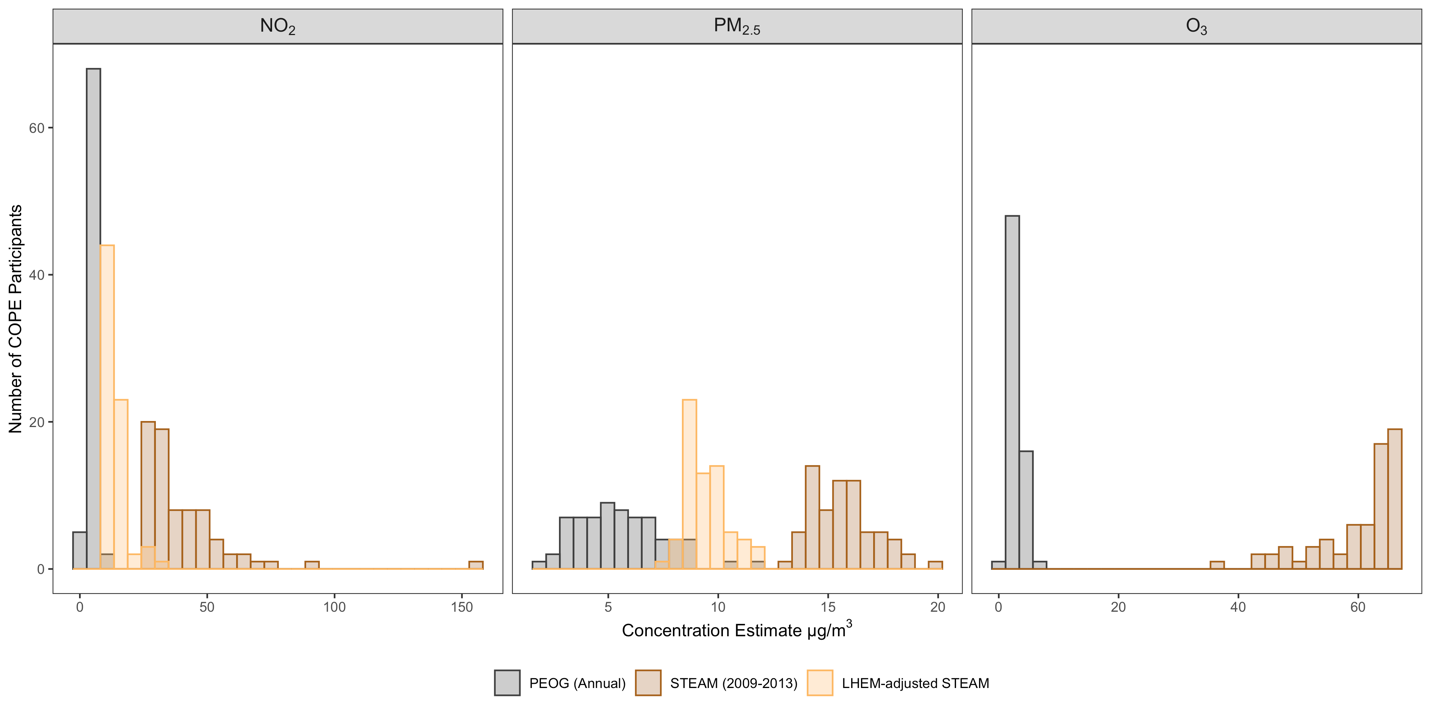 NO₂ PM₂.₅ O₃
Number of COPE Participants
60
40
20
0
0 50 100 150 5 10 15 20 0 20 40 60
Concentration Estimate µg/m³
PEOG (Annual) STEAM (2009-2013) LHEM-adjusted STEAM